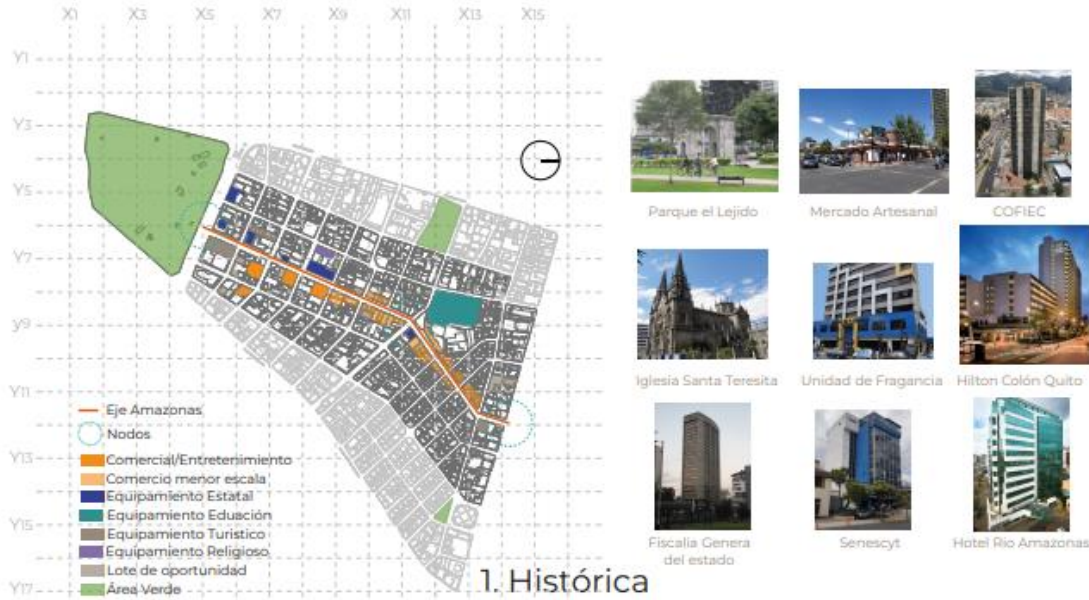 X1 X3 X5 X7 X9 X11 X13 X15
Y1
Y3
Y5
Y7
y9
Y11
Y13
Y15
Y17
Eje Amazonas
Nodos
Comercial/Entretenimiento
Comercio menor escala
Equipamiento Estatal
Equipamiento Eduación
Equipamiento Turistico
Equipamiento Religioso
Lote de oportunidad
Área Verde
Parque el Lejido
Mercado Artesanal
COFIEC
Iglesia Santa Teresita
Unidad de Fragancia
Hilton Colón Quito
Fiscalia Genera
del estado
Senescyt
Hotel Rio Amazonas
1. Histórica